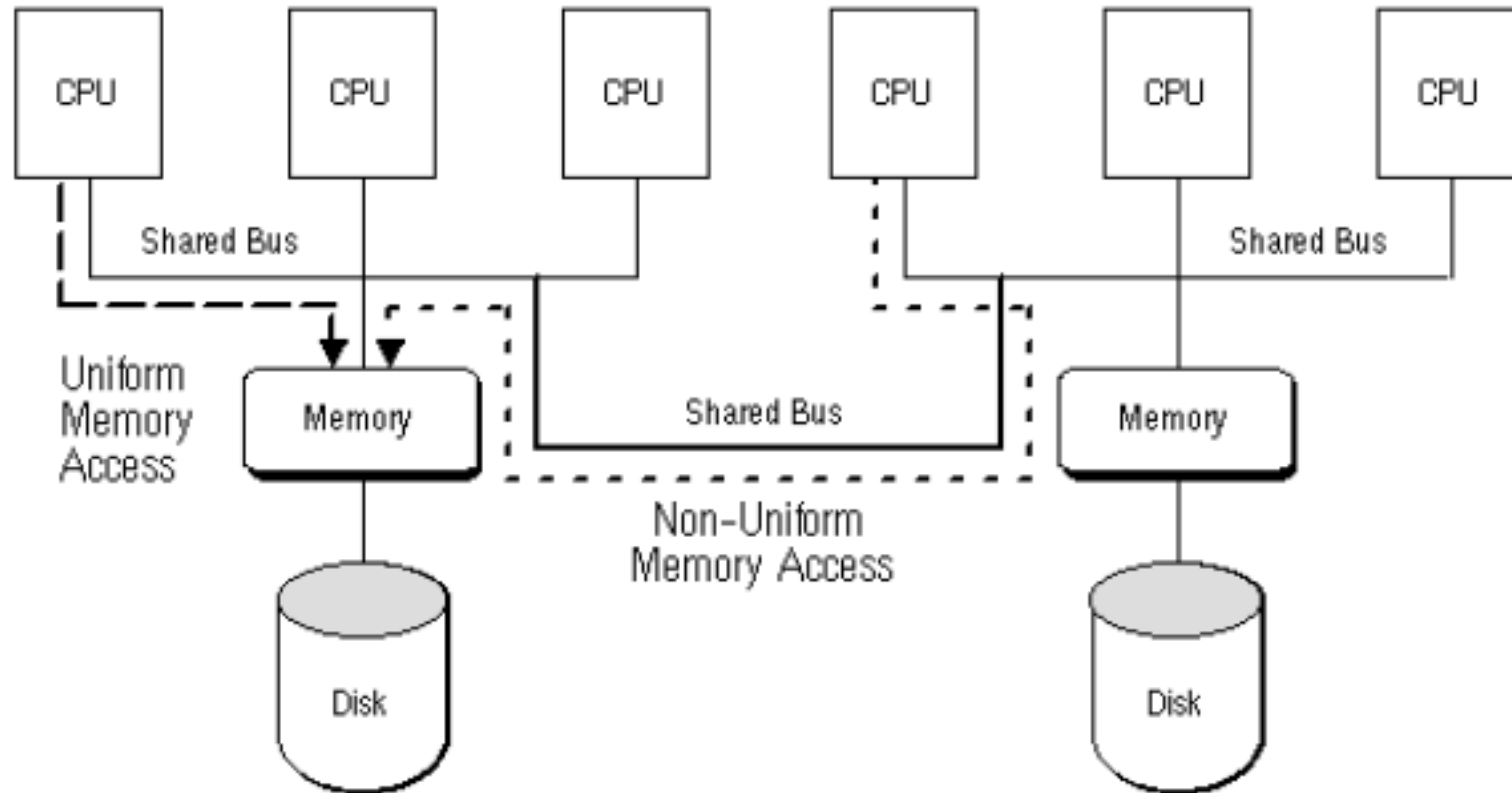 CPU
CPU
CPU
CPU
CPU
CPU
Shared Bus
Shared Bus
Uniform
Memory
Access
Memory
Shared Bus
Memory
Non-Uniform
Memory Access
Disk
Disk